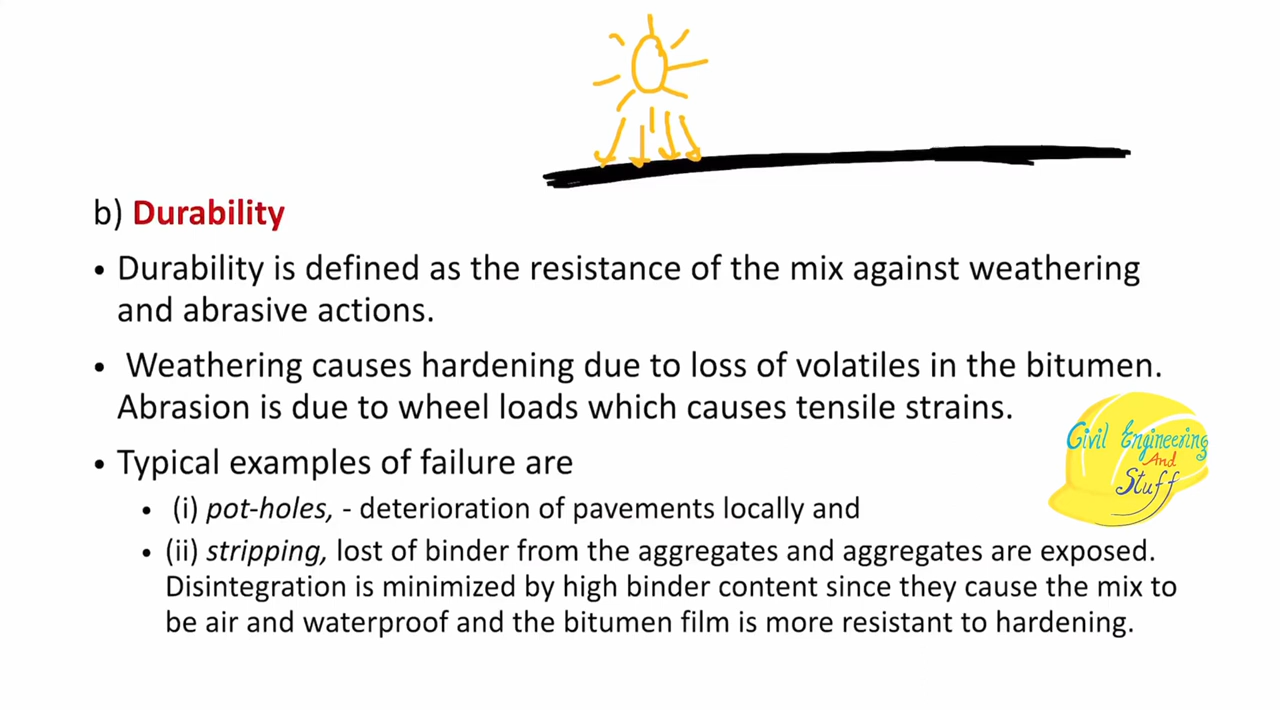 b) Durability
• Durability is defined as the resistance of the mix against weathering
and abrasive actions.
• Weathering causes hardening due to loss of volatiles in the bitumen.
Abrasion is due to wheel loads which causes tensile strains.
Civil Engineering
And
Stuff
• Typical examples of failure are
• (i) pot-holes, - deterioration of pavements locally and
• (ii) stripping, lost of binder from the aggregates and aggregates are exposed.
Disintegration is minimized by high binder content since they cause the mix to
be air and waterproof and the bitumen film is more resistant to hardening.